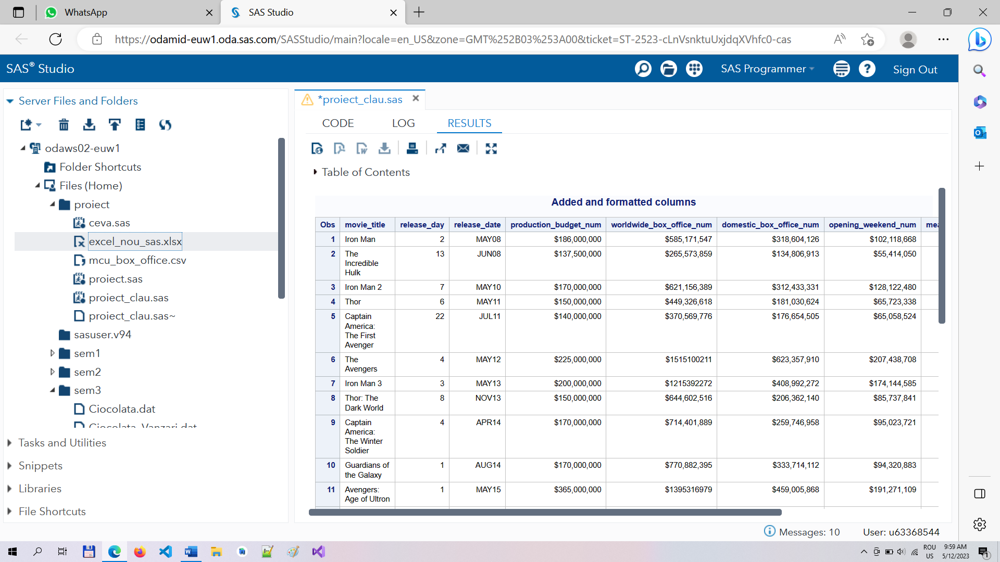 WhatsApp
SAS Studio
https://odamid-euw1.oda.sas.com/SASStudio/main?locale=en_US&zone=GMT%252B03%253A00&ticket=ST-2523-cLnVsnktuUxjdqXVhfc0-cas
SAS® Studio
SAS Programmer
Sign Out
Server Files and Folders
odaws02-euw1
Folder Shortcuts
Files (Home)
proiect
ceva.sas
excel_nou_sas.xlsx
mcu_box_office.csv
proiect.sas
proiect_clau.sas
proiect_clau.sas~
sasuser.v94
sem1
sem2
sem3
Ciocolata.dat
Ciocolata_Vanzari.dat
Tasks and Utilities
Snippets
Libraries
File Shortcuts
*proiect_clau.sas
CODE LOG RESULTS
Table of Contents
Added and formatted columns
Obs movie_title release_day release_date production_budget_num worldwide_box_office_num domestic_box_office_num opening_weekend_num
1 Iron Man 2 MAY08 $186,000,000 $585,171,547 $318,604,126 $102,118,668
2 The 13 JUN08 $137,500,000 $265,573,859 $134,806,913 $55,414,050
Incredible
Hulk
3 Iron Man 2 7 MAY10 $170,000,000 $621,156,389 $312,433,331 $128,122,480
4 Thor 6 MAY11 $150,000,000 $449,326,618 $181,030,624 $65,723,338
5 Captain 22 JUL11 $140,000,000 $370,569,776 $176,654,505 $65,058,524
America:
The First
Avenger
6 The 4 MAY12 $225,000,000 $1515100211 $623,357,910 $207,438,708
Avengers
7 Iron Man 3 3 MAY13 $200,000,000 $1215392272 $408,992,272 $174,144,585
8 Thor: The 8 NOV13 $150,000,000 $644,602,516 $206,362,140 $85,737,841
Dark World
9 Captain 4 APR14 $170,000,000 $714,401,889 $259,746,958 $95,023,721
America:
The Winter
Soldier
10 Guardians of 1 AUG14 $170,000,000 $770,882,395 $333,714,112 $94,320,883
the Galaxy
11 Avengers: 1 MAY15 $365,000,000 $1395316979 $459,005,868 $191,271,109
Age of Ultron
Messages: 10
User: u63368544
ROU
US
9:59 AM
5/12/2023
1